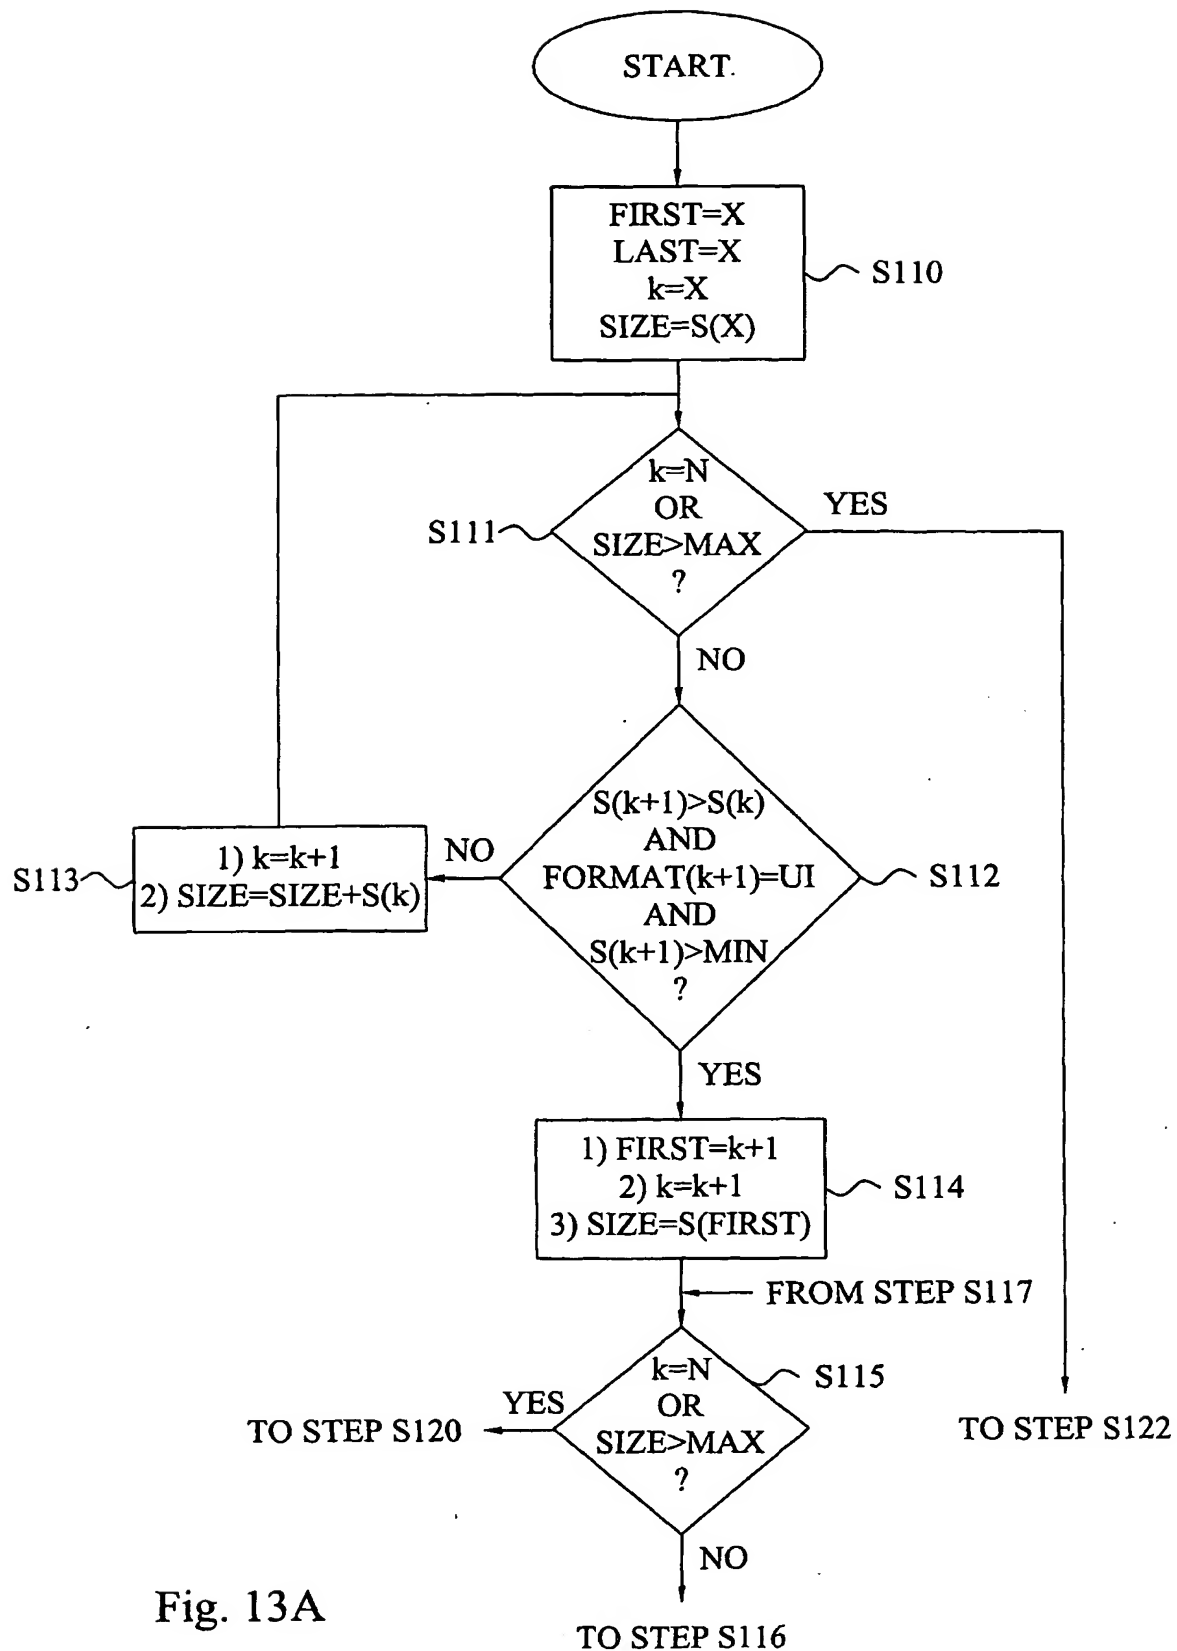 START.
FIRST=X
LAST=X
k=X
SIZE=S(X)
S110
k=N
OR
SIZE>MAX
?
YES
S111
NO
S(k+1)>S(k)
AND
FORMAT(k+1)=UI
AND
S(k+1)>MIN
?
S112
NO
1) k=k+1
2) SIZE=SIZE+S(k)
S113
YES
1) FIRST=k+1
2) k=k+1
3) SIZE=S(FIRST)
S114
FROM STEP S117
k=N
OR
SIZE>MAX
?
S115
YES
TO STEP S120
TO STEP S122
NO
Fig. 13A
TO STEP S116